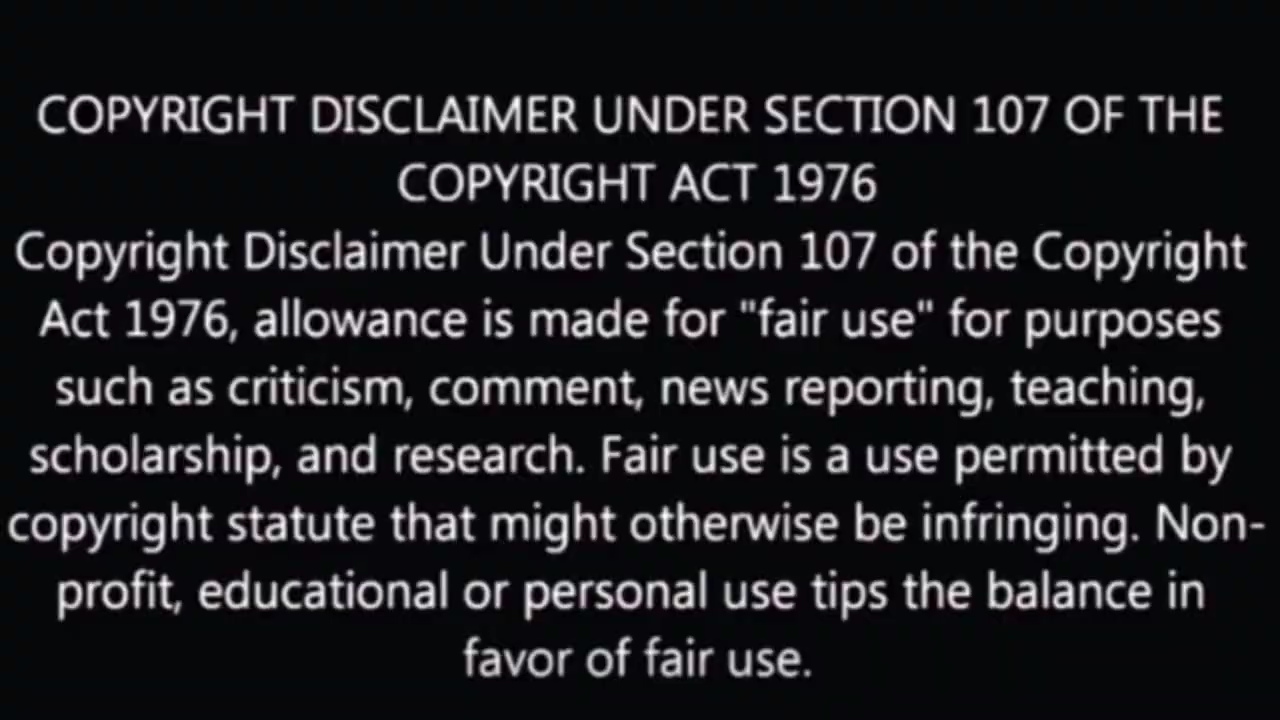 COPYRIGHT DISCLAIMER UNDER SECTION 107 OF THE
COPYRIGHT ACT 1976
Copyright Disclaimer Under Section 107 of the Copyright
Act 1976, allowance is made for "fair use" for purposes
such as criticism, comment, news reporting, teaching,
scholarship, and research. Fair use is a use permitted by
copyright statute that might otherwise be infringing. Non-
profit, educational or personal use tips the balance in
favor of fair use.